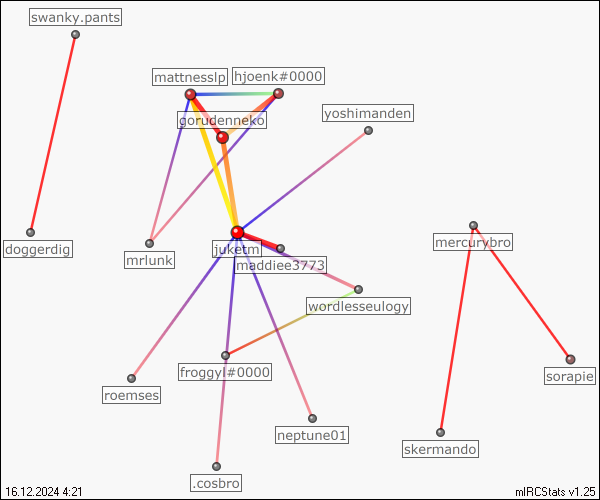 swanky.pants
mattnesslp
hjoenk#0000
gorudenneko
yoshimanden
doggerdig
mrlunk
juketm
maddiee3773
mercurybro
wordlesseulogy
froggyl#0000
roemses
sorapie
neptune01
skermando
.cosbro
16.12.2024 4:21
mIRCStats v1.25